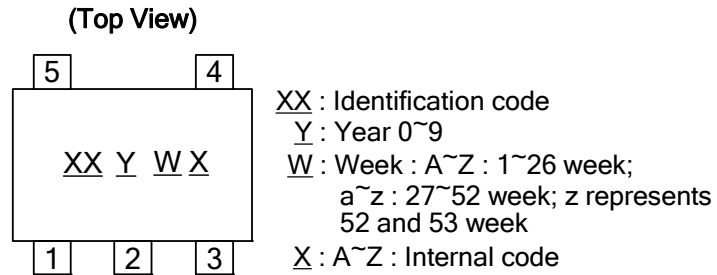 (Top View)
5 4
XX Y W X
1 2 3
XX : Identification code
Y : Year 0~9
W : Week : A~Z : 1~26 week;
a~z : 27~52 week; z represents
52 and 53 week
X : A~Z : Internal code